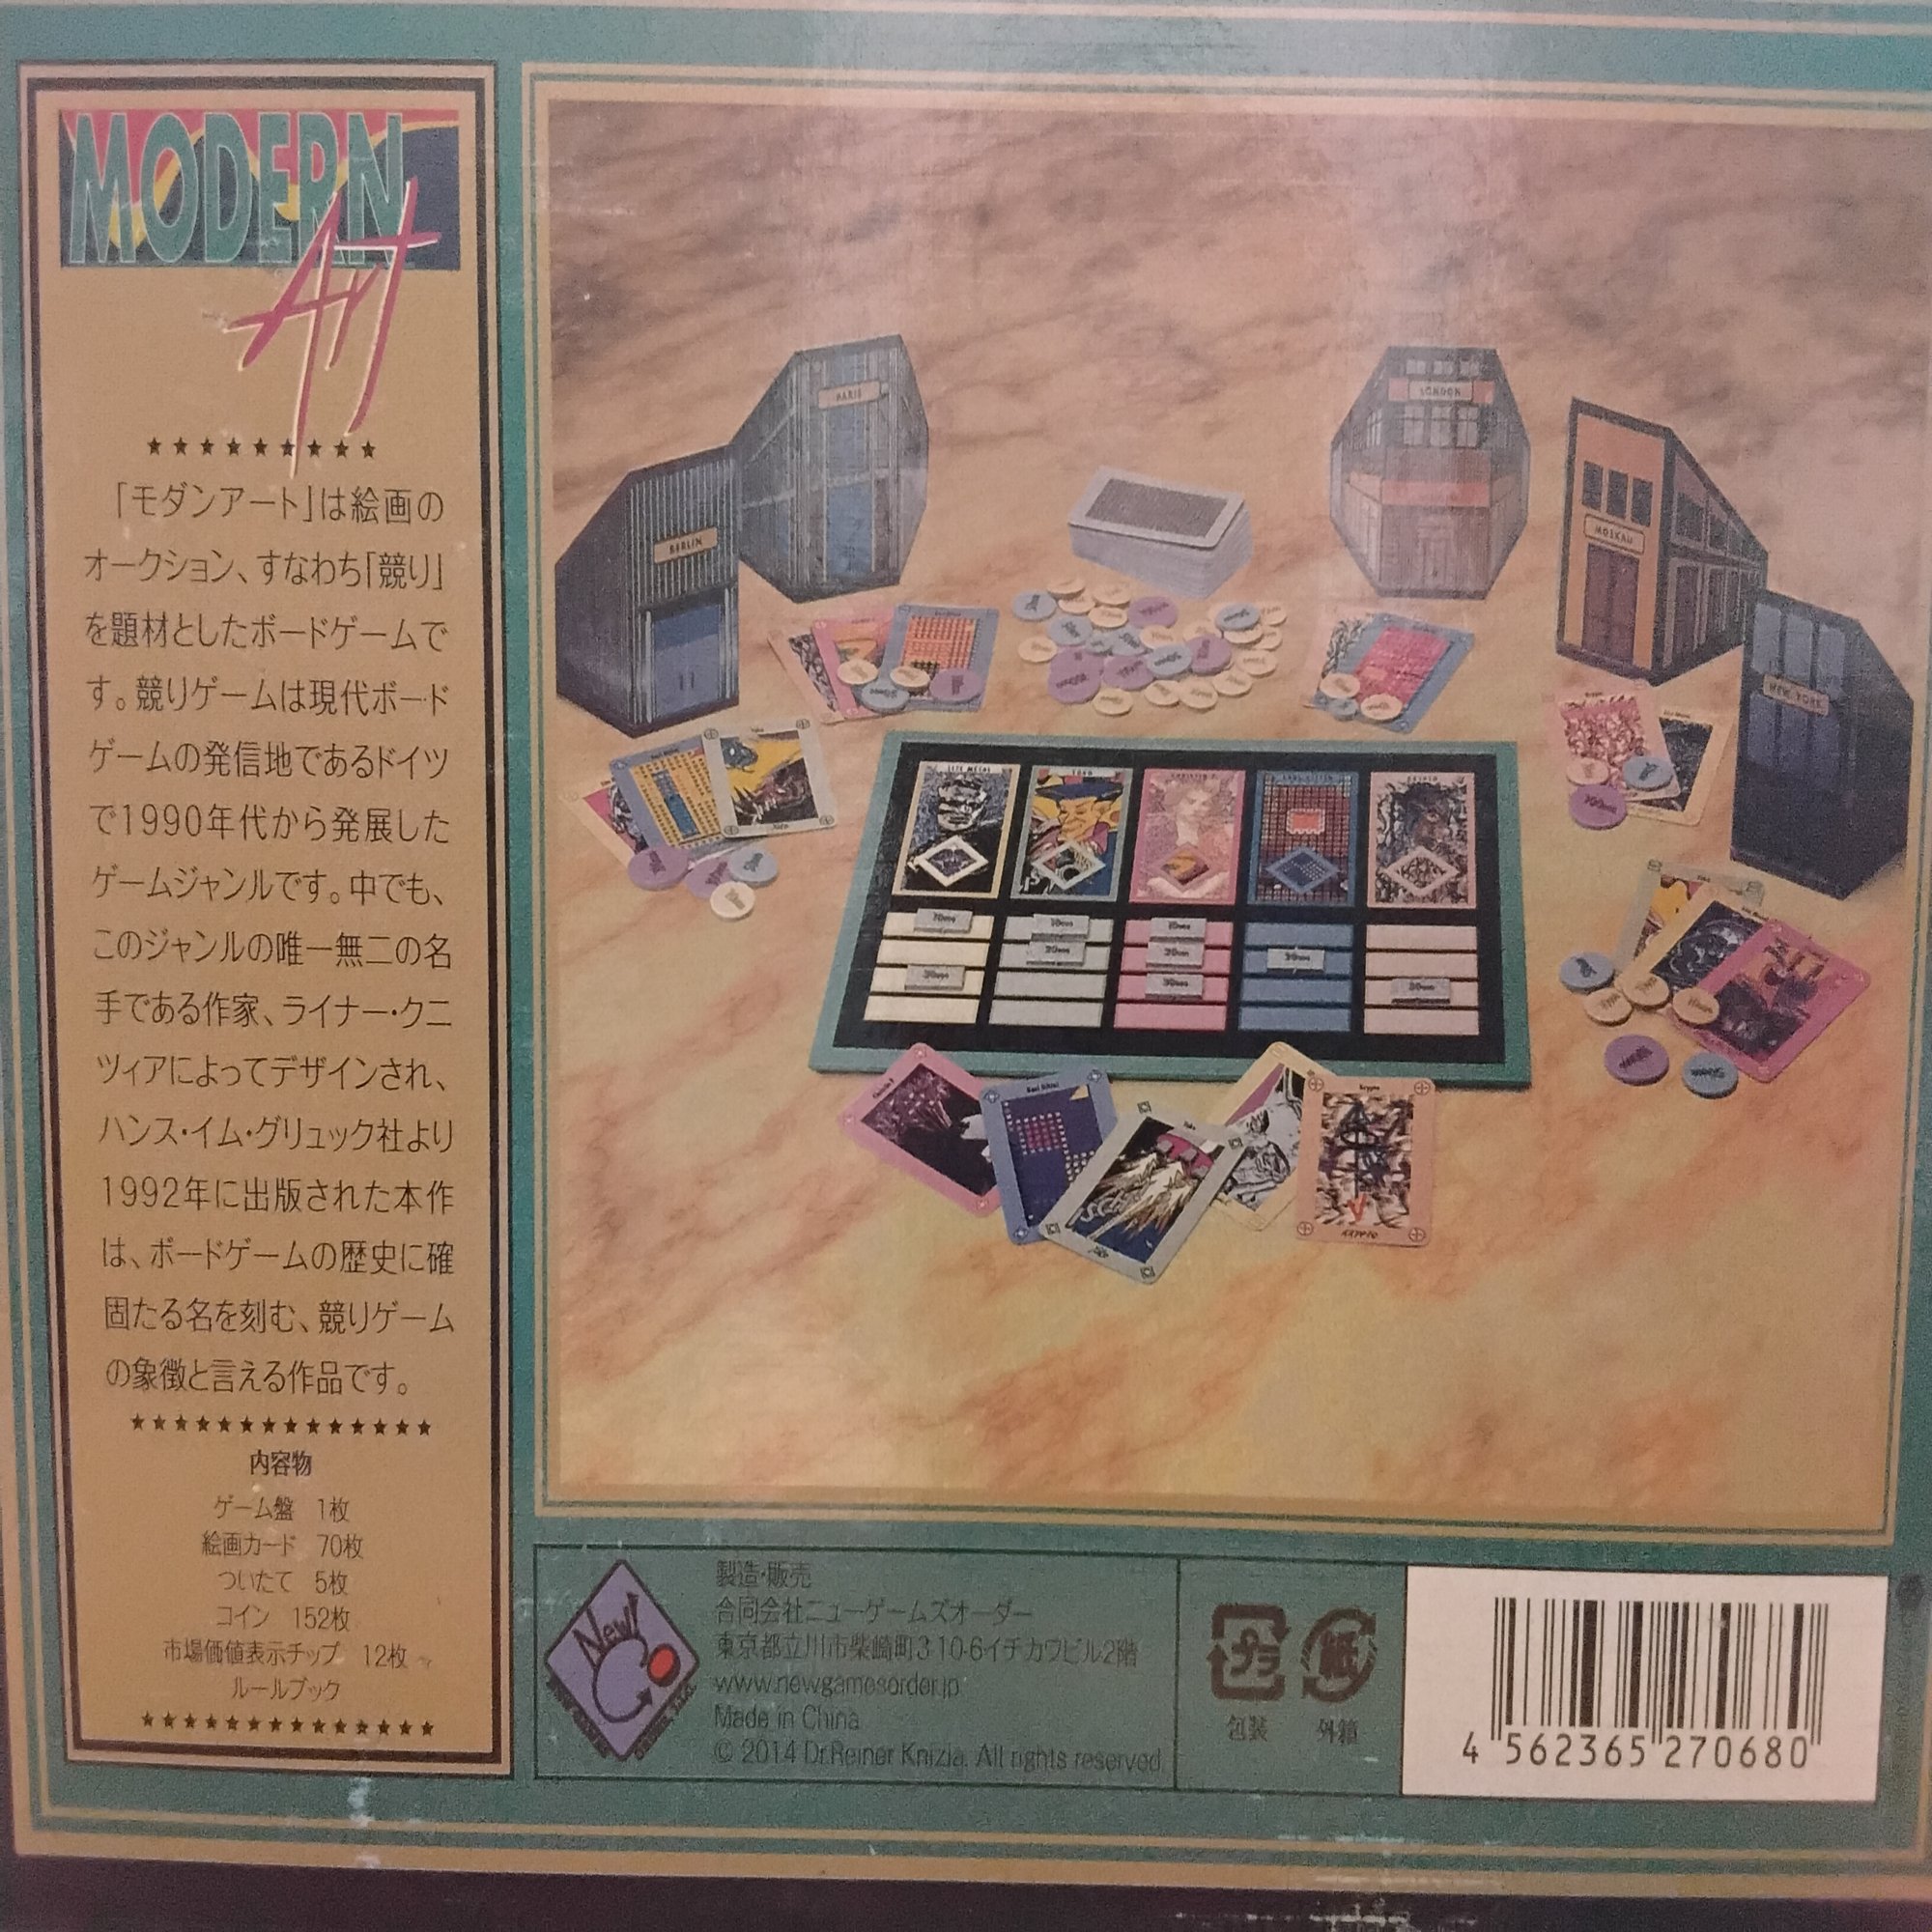 MODERN
Art
「モダンアート」は絵画の
オークション、すなわち「競り」
を題材としたボードゲームで
す。競りゲームは現代ボード
ゲームの発信地であるドイツ
で1990年代から発展した
ゲームジャンルです。中でも、
このジャンルの唯一無二の名
手である作家、ライナー・クニ
ツィアによってデザインされ、
ハンス・イム・グリュック社より
1992年に出版された本作
は、ボードゲームの歴史に確
固たる名を刻む、競りゲーム
の象徴と言える作品です。
内容物
ゲーム盤 1枚
絵画カード 70枚
ついたて 5枚
コイン 152枚
市場価値表示チップ 12枚
ルールブック
PARIS
BERLIN
LONDON
MOSKAU
NEW YORK
LITE METAL
YOKO
CHRISTIN P.
KARL GITTER
KRYPTO
Karl Gitter
Yoko
Krypto
KRYPTO
New!
製造・販売
合同会社ニューゲームズオーダー
東京都立川市柴崎町3-10-6イチカワビル2階
www.newgamesorder.jp
Made in China
© 2014 Dr.Reiner Knizia. All rights reserved.
プラ
紙
包装
外箱
4 562365 270680